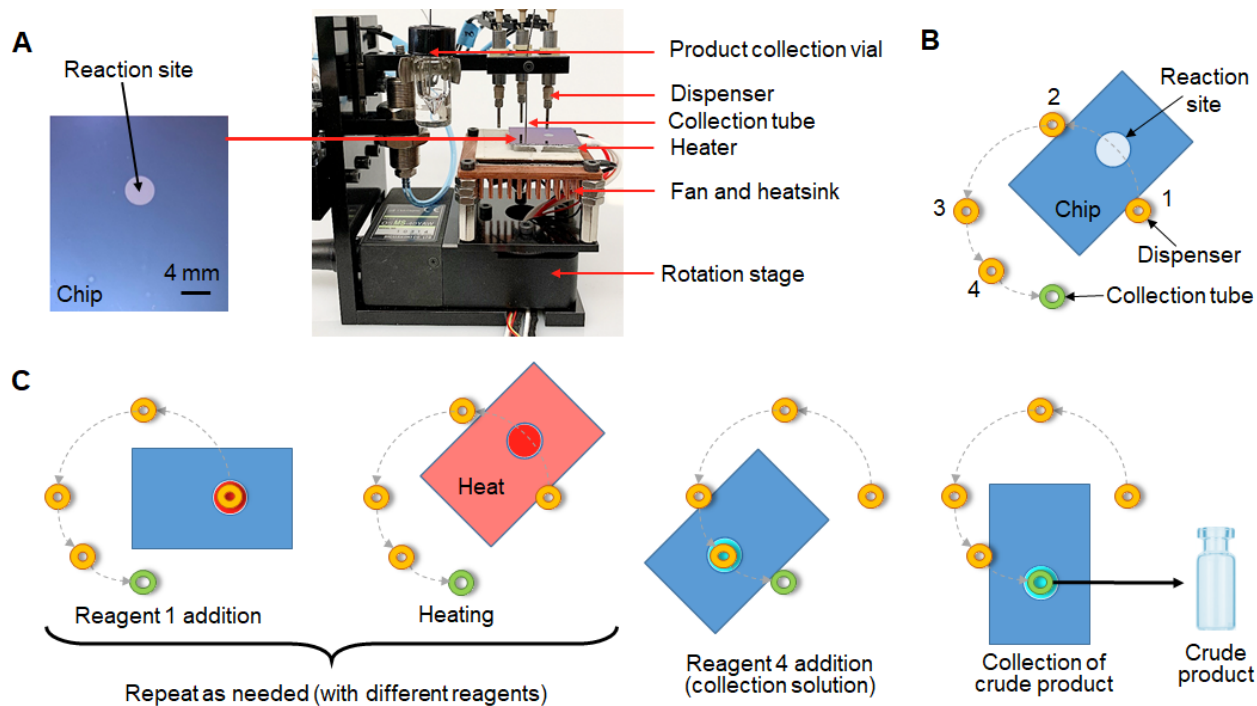 A
Reaction site
Chip
4 mm
Product collection vial
Dispenser
Collection tube
Heater
Fan and heatsink
Rotation stage
B
Reaction
site
2
3
1
Chip
4
Dispenser
Collection tube
C
Reagent 1 addition
Heat
Heating
Repeat as needed (with different reagents)
Reagent 4 addition
(collection solution)
Collection of
crude product
Crude
product